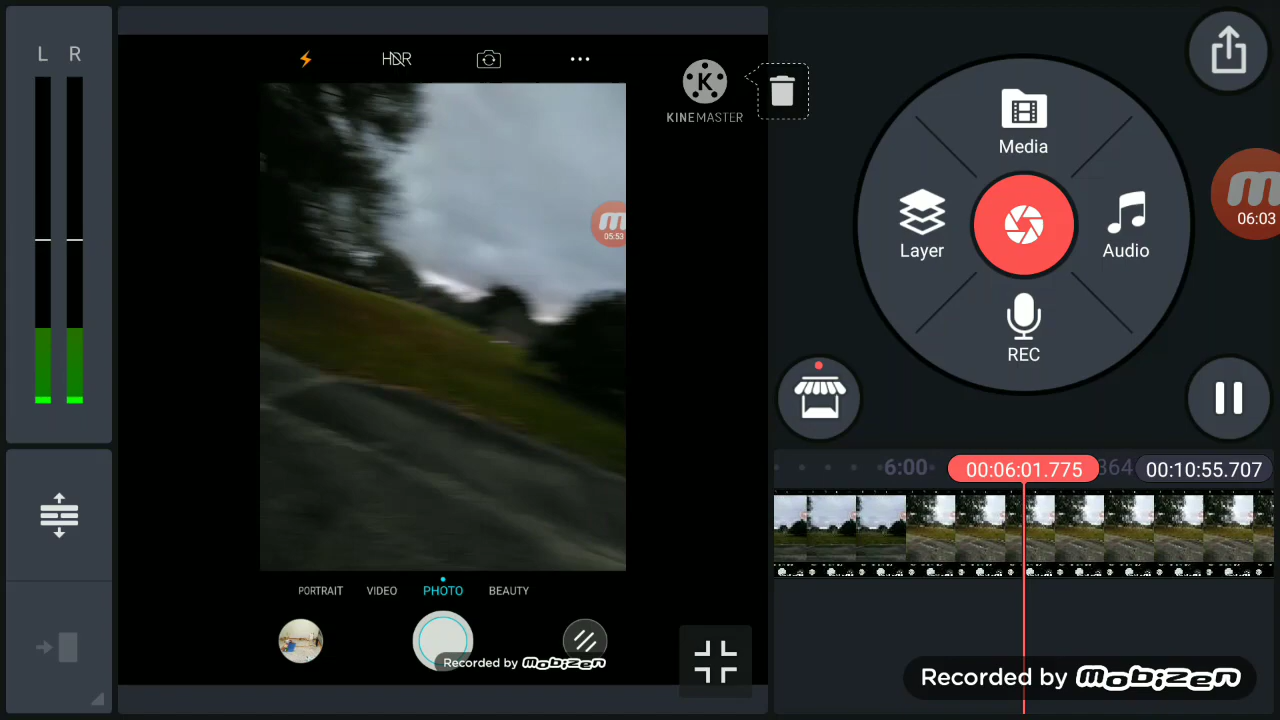 L R
HDR
KINEMASTER
05:53
PORTRAIT VIDEO PHOTO BEAUTY
Recorded by mobizen
Media
Layer
Audio
REC
06:03
6:00
00:06:01.775
364
00:10:55.707
Recorded by mobizen